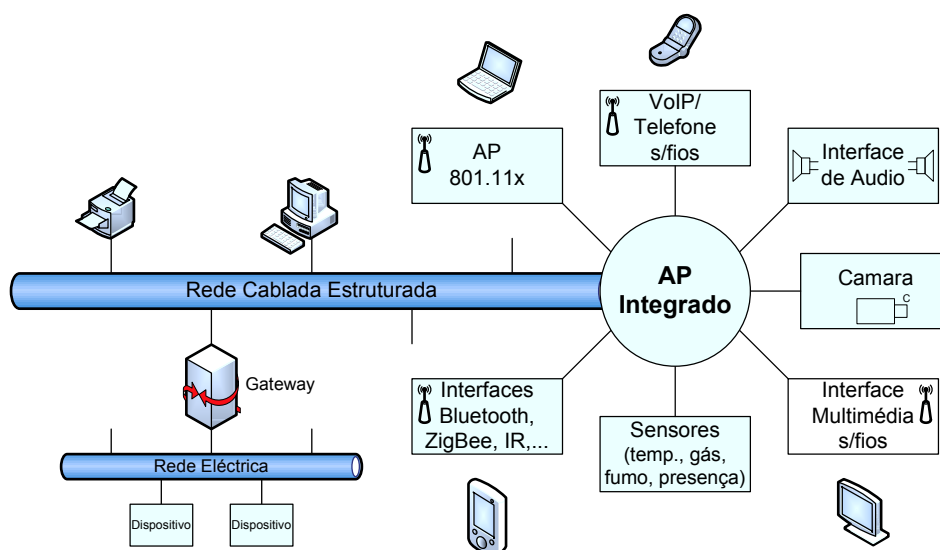 VoIP/
Telefone
s/fios
AP
801.11x
Interface
de Audio
Rede Cablada Estruturada
AP
Integrado
Camara
C
Gateway
Interfaces
Bluetooth,
ZigBee, IR,...
Interface
Multimédia
s/fios
Sensores
(temp., gás,
fumo, presença)
Rede Eléctrica
Dispositivo
Dispositivo